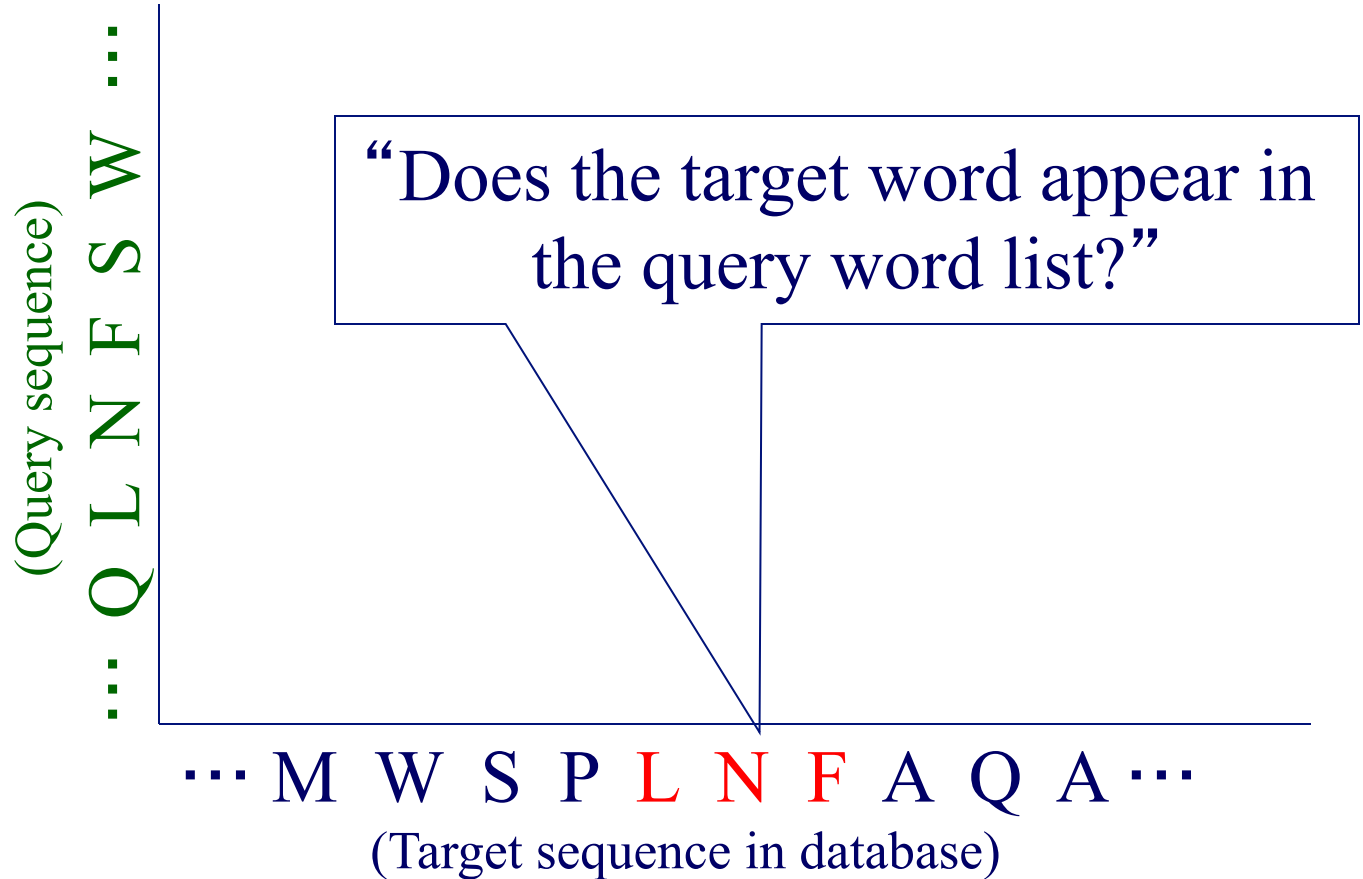 “Does the target word appear in
the query word list?”
(Query sequence)
… Q L N F S W …
… M W S P L N F A Q A …
(Target sequence in database)